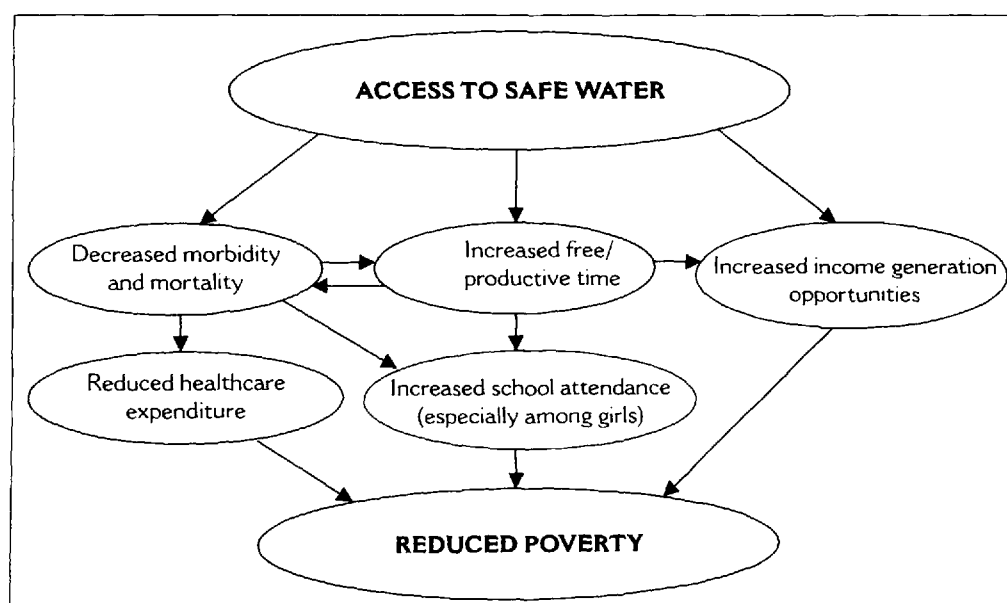 ACCESS TO SAFE WATER
Decreased morbidity
and mortality
Increased free/
productive time
Increased income generation
opportunities
Reduced healthcare
expenditure
Increased school attendance
(especially among girls)
REDUCED POVERTY